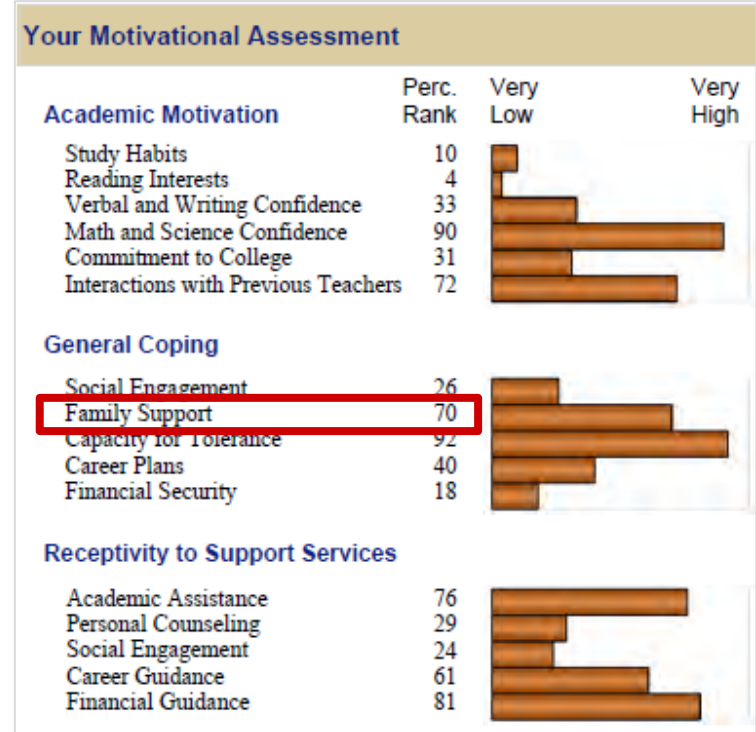 Your Motivational Assessment
Perc. Very Very
Academic Motivation Rank Low High
Study Habits 10
Reading Interests 4
Verbal and Writing Confidence 33
Math and Science Confidence 90
Commitment to College 31
Interactions with Previous Teachers 72
General Coping
Social Engagement 26
Family Support 70
Capacity for Tolerance 92
Career Plans 40
Financial Security 18
Receptivity to Support Services
Academic Assistance 76
Personal Counseling 29
Social Engagement 24
Career Guidance 61
Financial Guidance 81